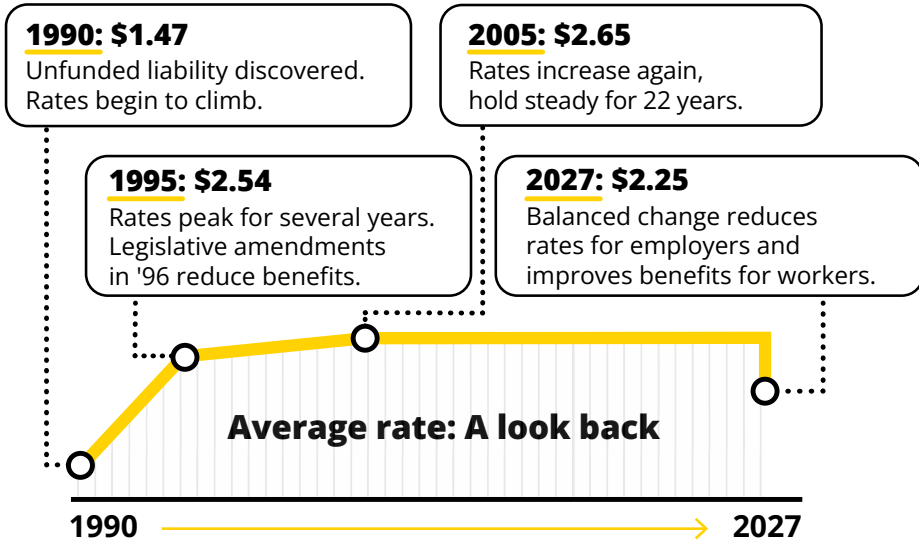 1990: $1.47
Unfunded liability discovered.
Rates begin to climb.
2005: $2.65
Rates increase again,
hold steady for 22 years.
1995: $2.54
Rates peak for several years.
Legislative amendments
in '96 reduce benefits.
2027: $2.25
Balanced change reduces
rates for employers and
improves benefits for workers.
Average rate: A look back
1990
2027